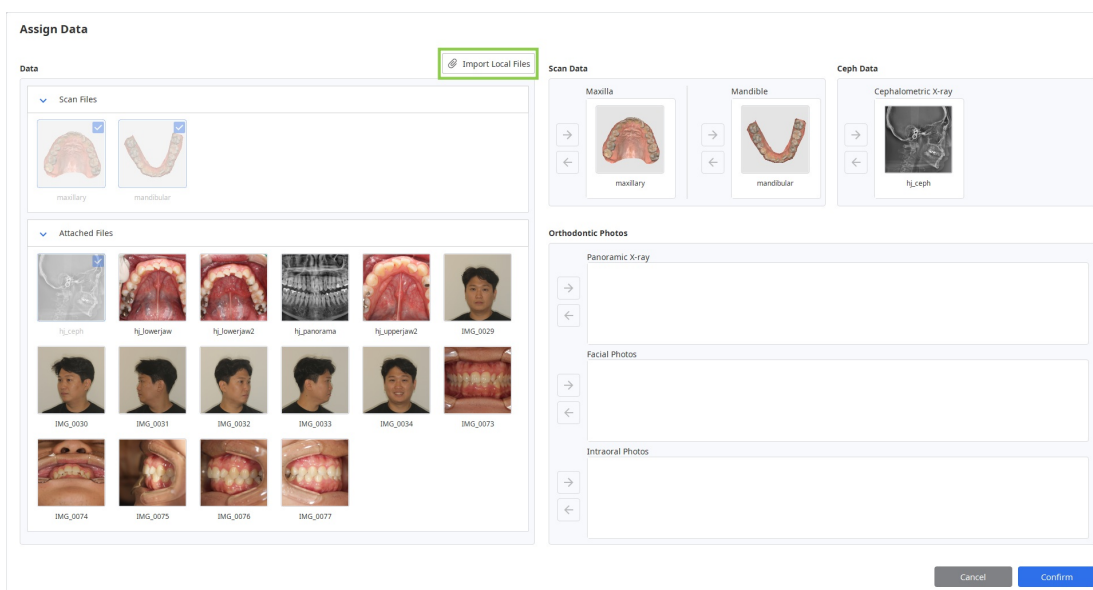 Assign Data
Data
Import Local Files
Scan Files
maxillary
mandibular
Attached Files
hj_ceph
hj_lowerjaw
hj_lowerjaw2
hj_panorama
hj_upperjaw2
IMG_0029
IMG_0030
IMG_0031
IMG_0032
IMG_0033
IMG_0034
IMG_0073
IMG_0074
IMG_0075
IMG_0076
IMG_0077
Scan Data
Maxilla
Mandible
maxillary
mandibular
Ceph Data
Cephalometric X-ray
hj_ceph
Orthodontic Photos
Panoramic X-ray
Facial Photos
Intraoral Photos
Cancel
Confirm